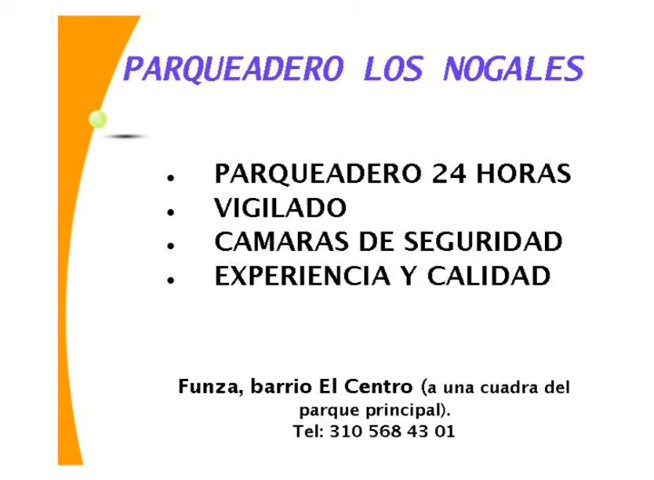 PARQUEADERO LOS NOGALES
• PARQUEADERO 24 HORAS
• VIGILADO
• CAMARAS DE SEGURIDAD
• EXPERIENCIA Y CALIDAD
Funza, barrio El Centro (a una cuadra del
parque principal).
Tel: 310 568 43 01